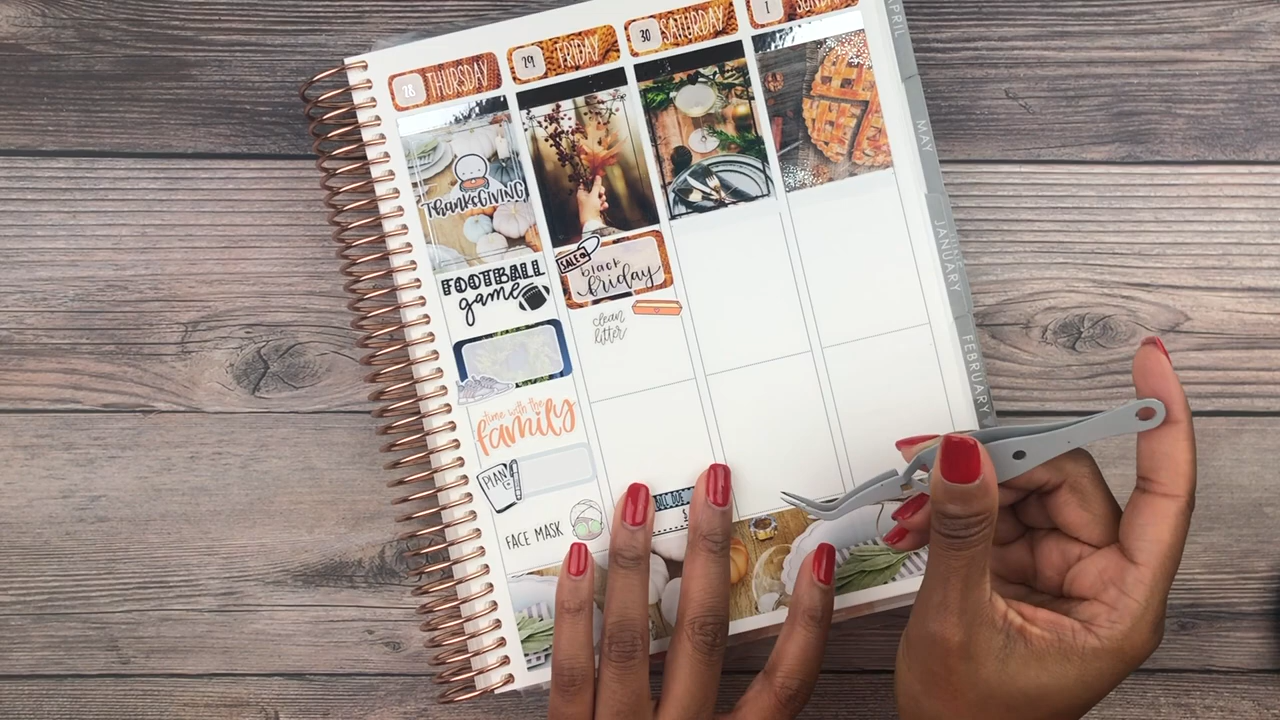 28 THURSDAY
29 FRIDAY
30 SATURDAY
1 SUNDAY
THANKSGIVING
FOOTBALL
game
time with the
family
PLAN
FACE MASK
SALE
black
friday
clean
litter
DUE
$
APRIL
MAY
JANUARY
FEBRUARY